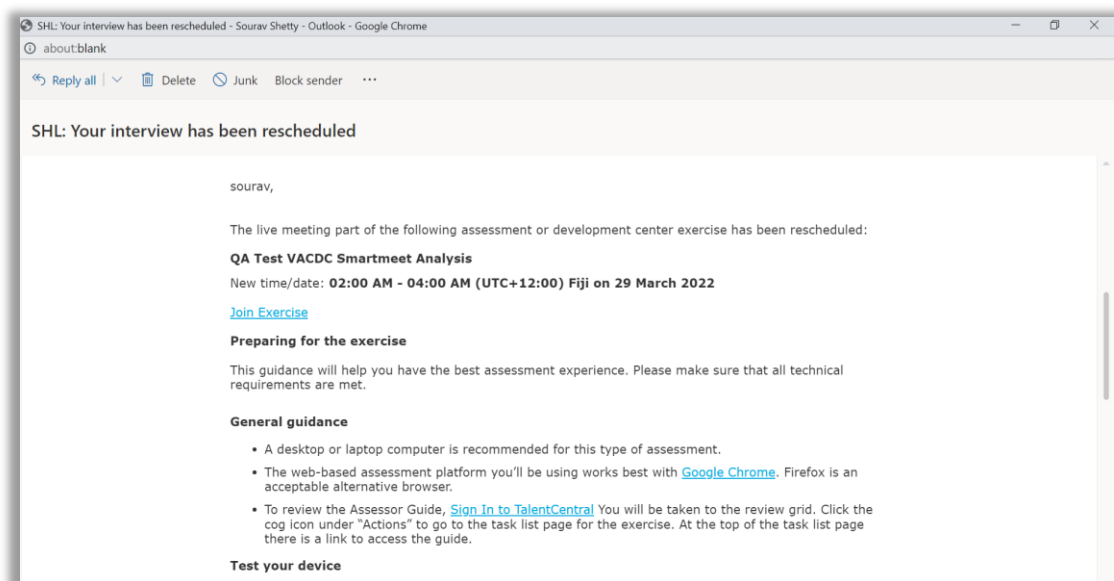 SHL: Your interview has been rescheduled - Sourav Shetty - Outlook - Google Chrome
about:blank
Reply all Delete Junk Block sender ...
SHL: Your interview has been rescheduled
sourav,
The live meeting part of the following assessment or development center exercise has been rescheduled:
QA Test VACDC Smartmeet Analysis
New time/date: 02:00 AM - 04:00 AM (UTC+12:00) Fiji on 29 March 2022
Join Exercise
Preparing for the exercise
This guidance will help you have the best assessment experience. Please make sure that all technical
requirements are met.
General guidance
• A desktop or laptop computer is recommended for this type of assessment.
• The web-based assessment platform you'll be using works best with Google Chrome. Firefox is an
acceptable alternative browser.
• To review the Assessor Guide, Sign In to TalentCentral You will be taken to the review grid. Click the
cog icon under "Actions" to go to the task list page for the exercise. At the top of the task list page
there is a link to access the guide.
Test your device